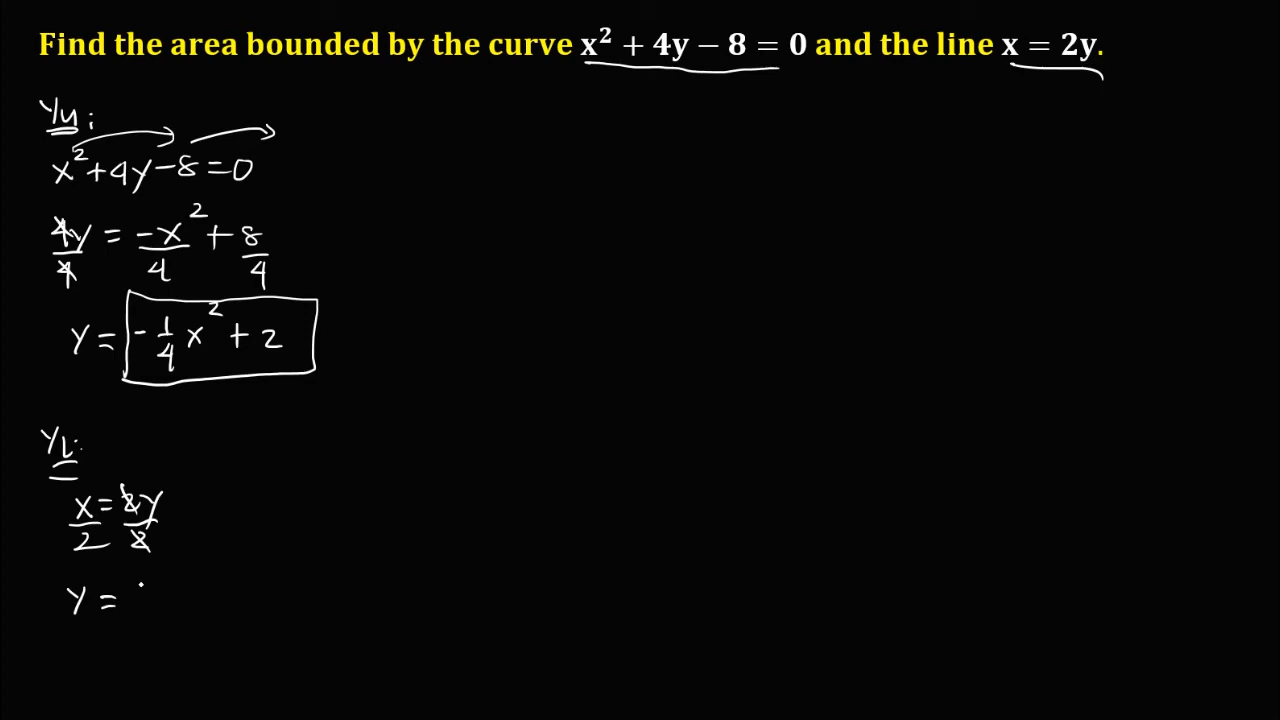 Find the area bounded by the curve x² + 4y − 8 = 0 and the line x = 2y.
Yu:
x² + 4y − 8 = 0
4y/4 = −x²/4 + 8/4
y = −1/4 x² + 2
YL:
x/2 = 2y/2
y =